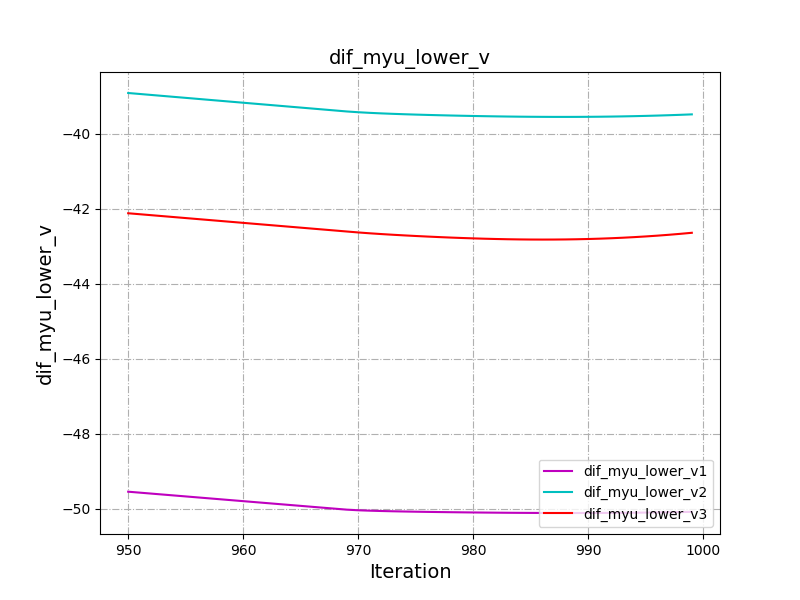 dif_myu_lower_v
dif_myu_lower_v
−40
−42
−44
−46
−48
−50
dif_myu_lower_v1
dif_myu_lower_v2
dif_myu_lower_v3
950 960 970 980 990 1000
Iteration